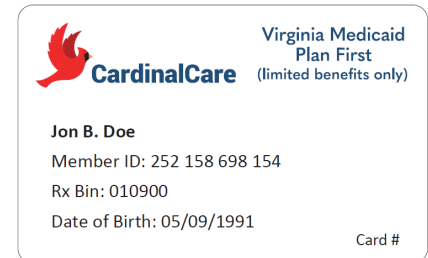 Virginia Medicaid
Plan First
CardinalCare
(limited benefits only)
Jon B. Doe
Member ID: 252 158 698 154
Rx Bin: 010900
Date of Birth: 05/09/1991
Card #